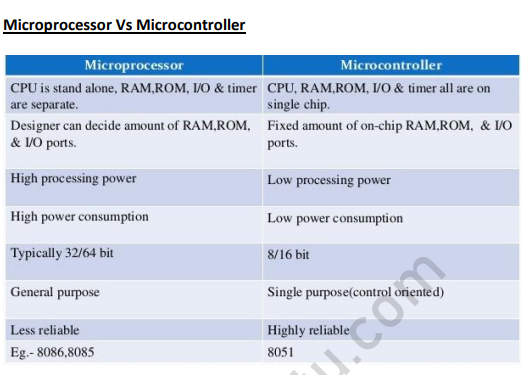 Microprocessor Vs Microcontroller
Microprocessor Microcontroller
CPU is stand alone, RAM,ROM, I/O & timer are separate.
CPU, RAM,ROM, I/O & timer all are on single chip.
Designer can decide amount of RAM,ROM, & I/O ports.
Fixed amount of on-chip RAM,ROM, & I/O ports.
High processing power
Low processing power
High power consumption
Low power consumption
Typically 32/64 bit
8/16 bit
General purpose
Single purpose(control oriented)
Less reliable
Highly reliable
Eg.- 8086,8085
8051
tu.com